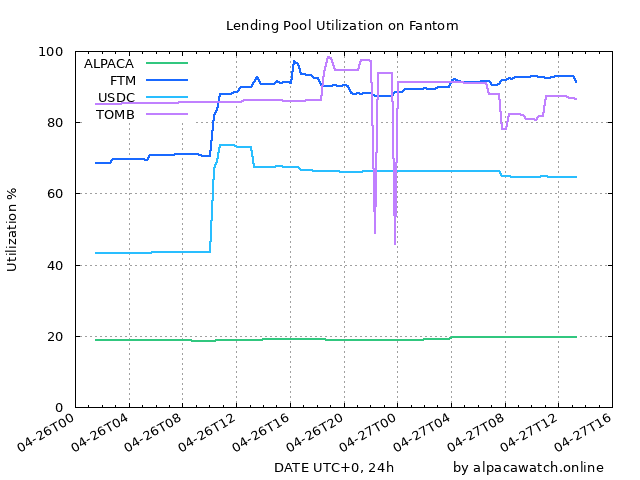 Lending Pool Utilization on Fantom
Utilization %
100
80
60
40
20
0
ALPACA
FTM
USDC
TOMB
04-26T00
04-26T04
04-26T08
04-26T12
04-26T16
04-26T20
04-27T00
04-27T04
04-27T08
04-27T12
04-27T16
DATE UTC+0, 24h
by alpacawatch.online